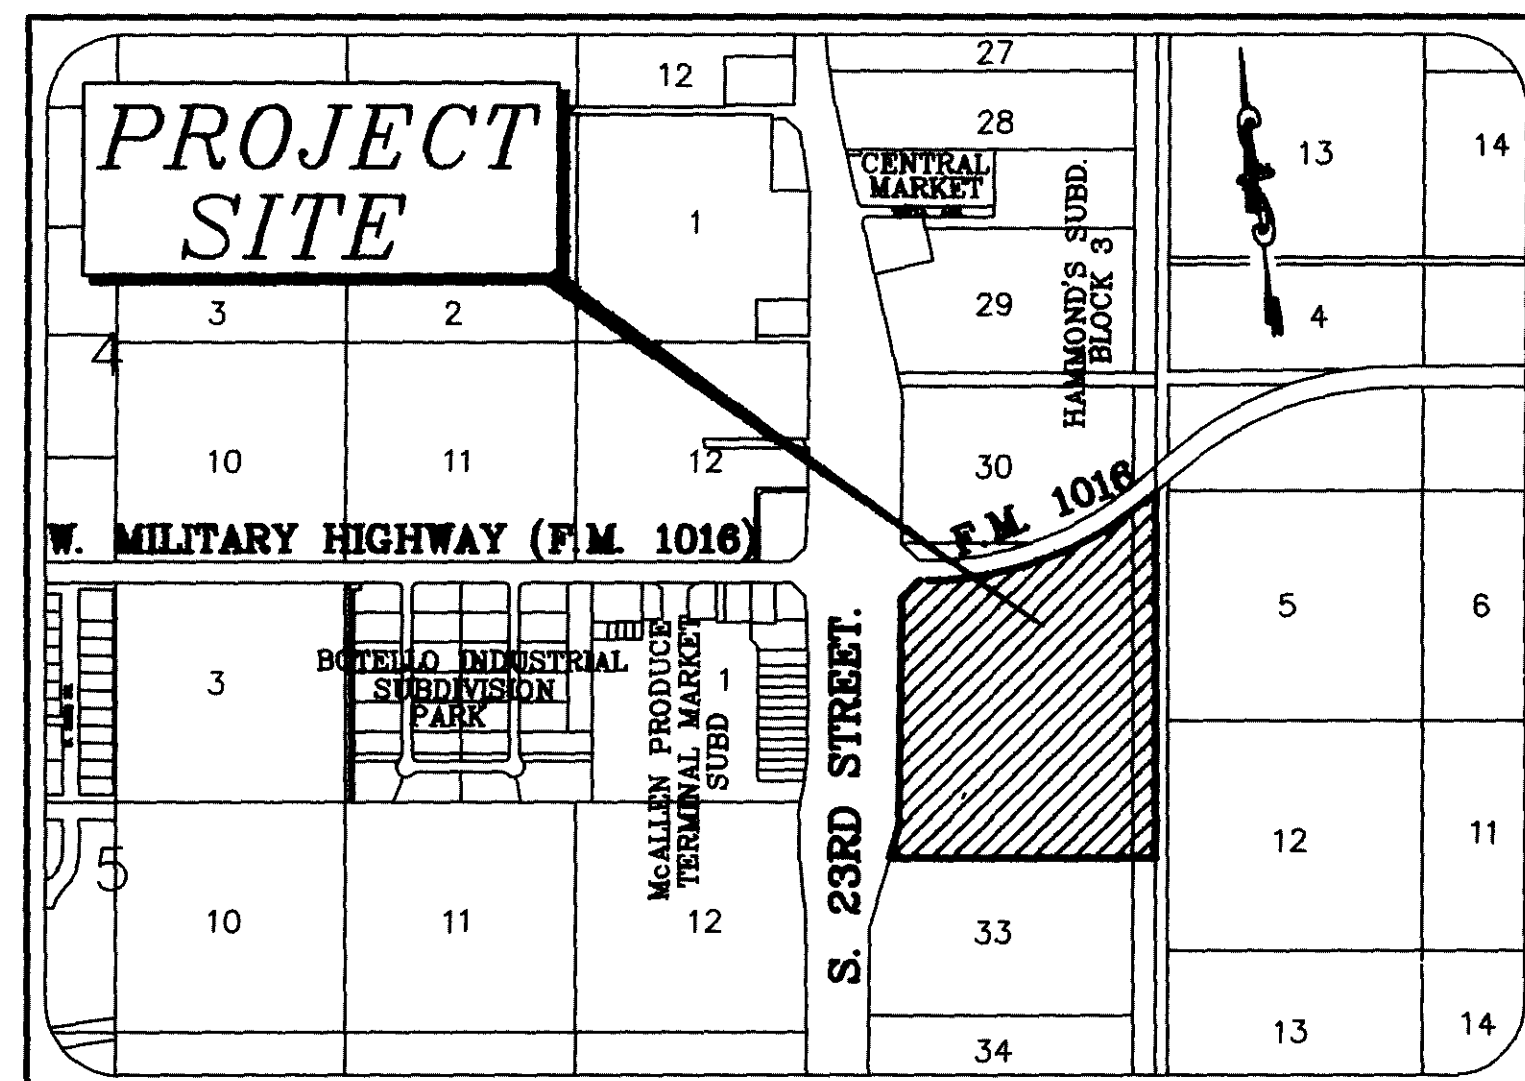 PROJECT
SITE
12
27
28
CENTRAL
MARKET
HAMMOND'S SUBD.
BLOCK 3
13
14
1
3
2
29
4
4
10
11
12
30
F.M. 1016
W. MILITARY HIGHWAY (F.M. 1016)
5
6
3
BOTELLO INDUSTRIAL
SUBDIVISION
PARK
McALLEN PRODUCE
TERMINAL MARKET
SUBD
1
S. 23RD STREET.
12
11
5
10
11
12
33
13
14
34